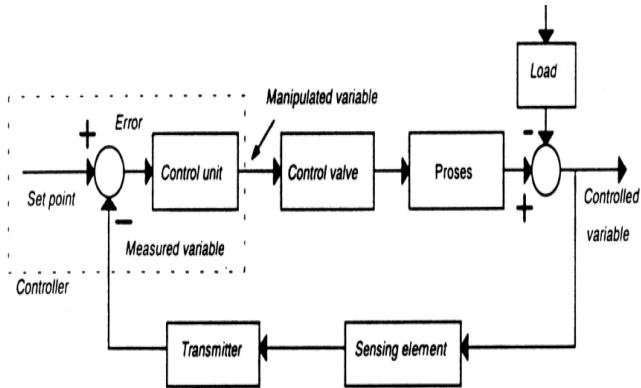 Load
Manipulated variable
Error
+
-
Control unit
Control valve
Proses
Set point
-
+
Controlled
variable
Measured variable
Controller
Transmitter
Sensing element